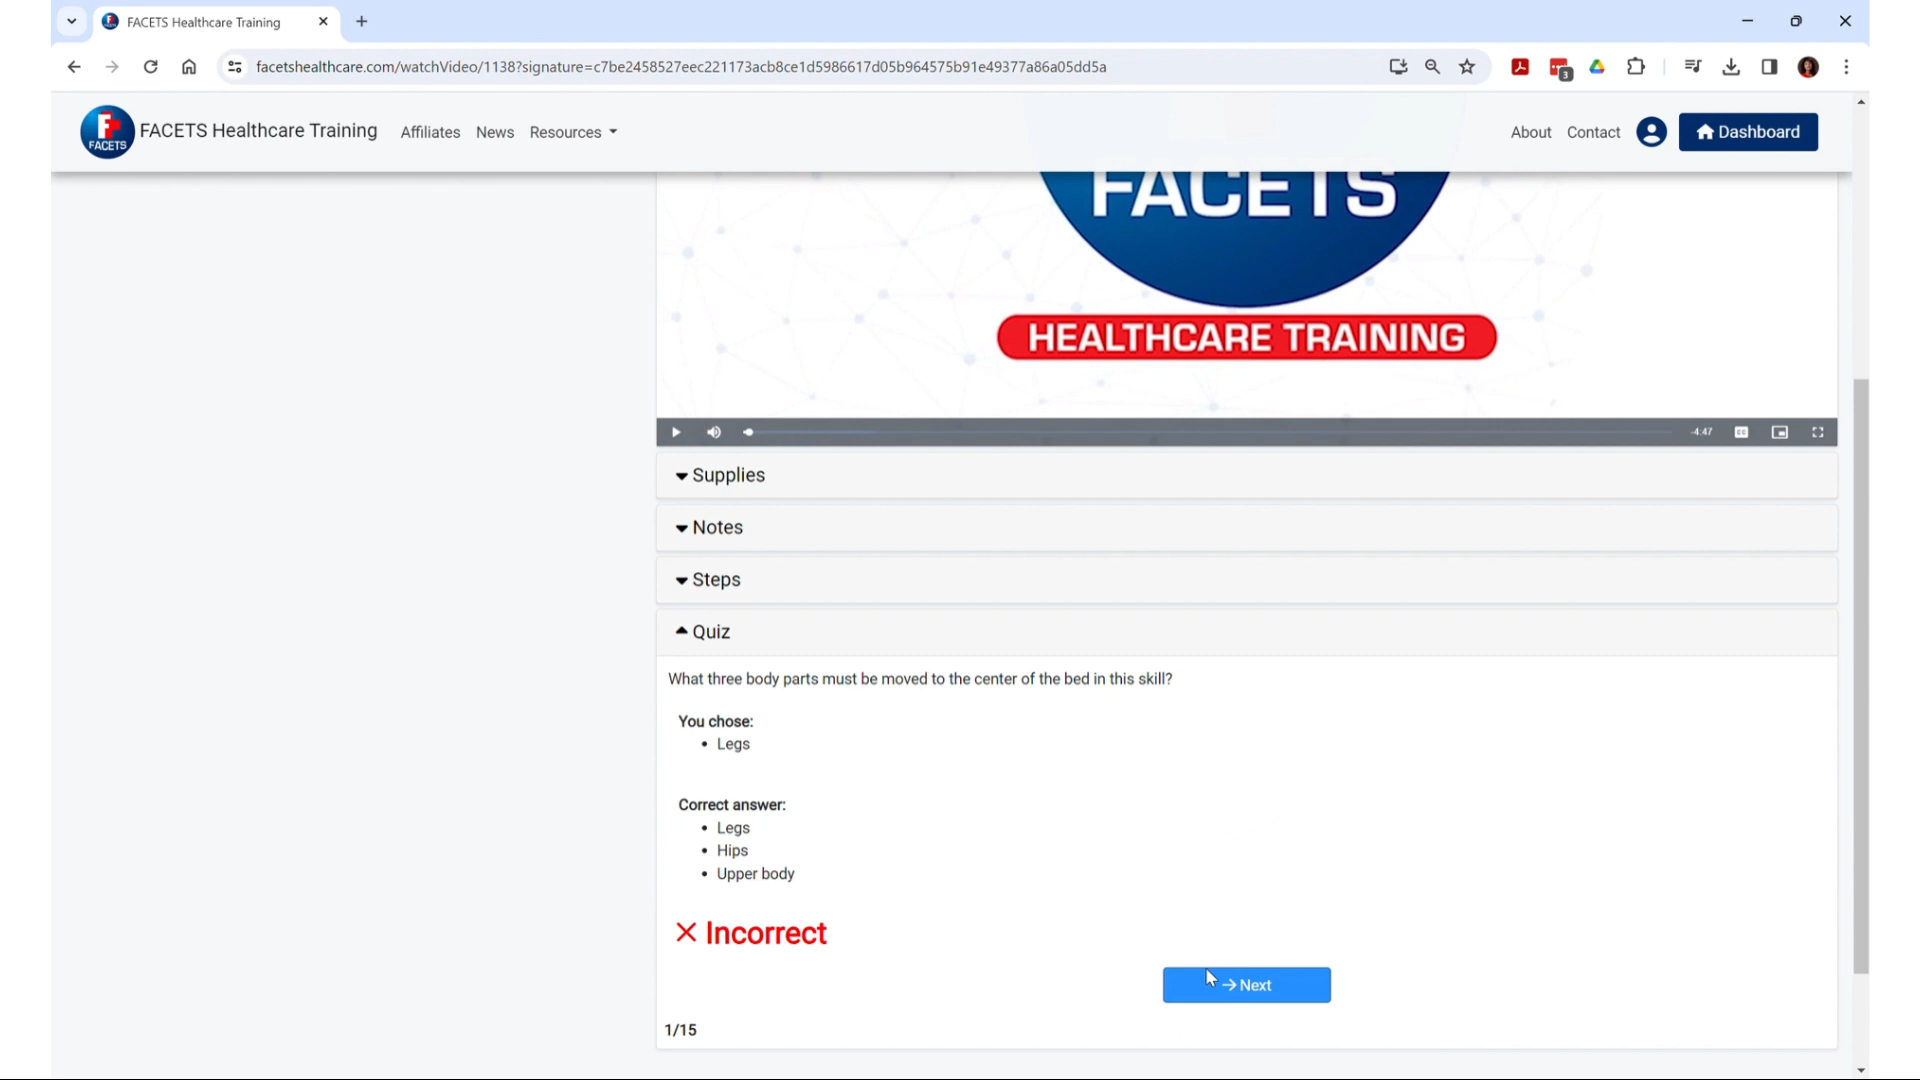 FACETS Healthcare Training
facetshealthcare.com/watchVideo/1138?signature=c7be2458527eec221173acb8ce1d5986617d05b964575b91e49377a86a05dd5a
3
FACETS
FACETS Healthcare Training
Affiliates
News
Resources
About
Contact
Dashboard
FACETS
HEALTHCARE TRAINING
-4:47
CC
Supplies
Notes
Steps
Quiz
What three body parts must be moved to the center of the bed in this skill?
You chose:
• Legs
Correct answer:
• Legs
• Hips
• Upper body
Incorrect
Next
1/15